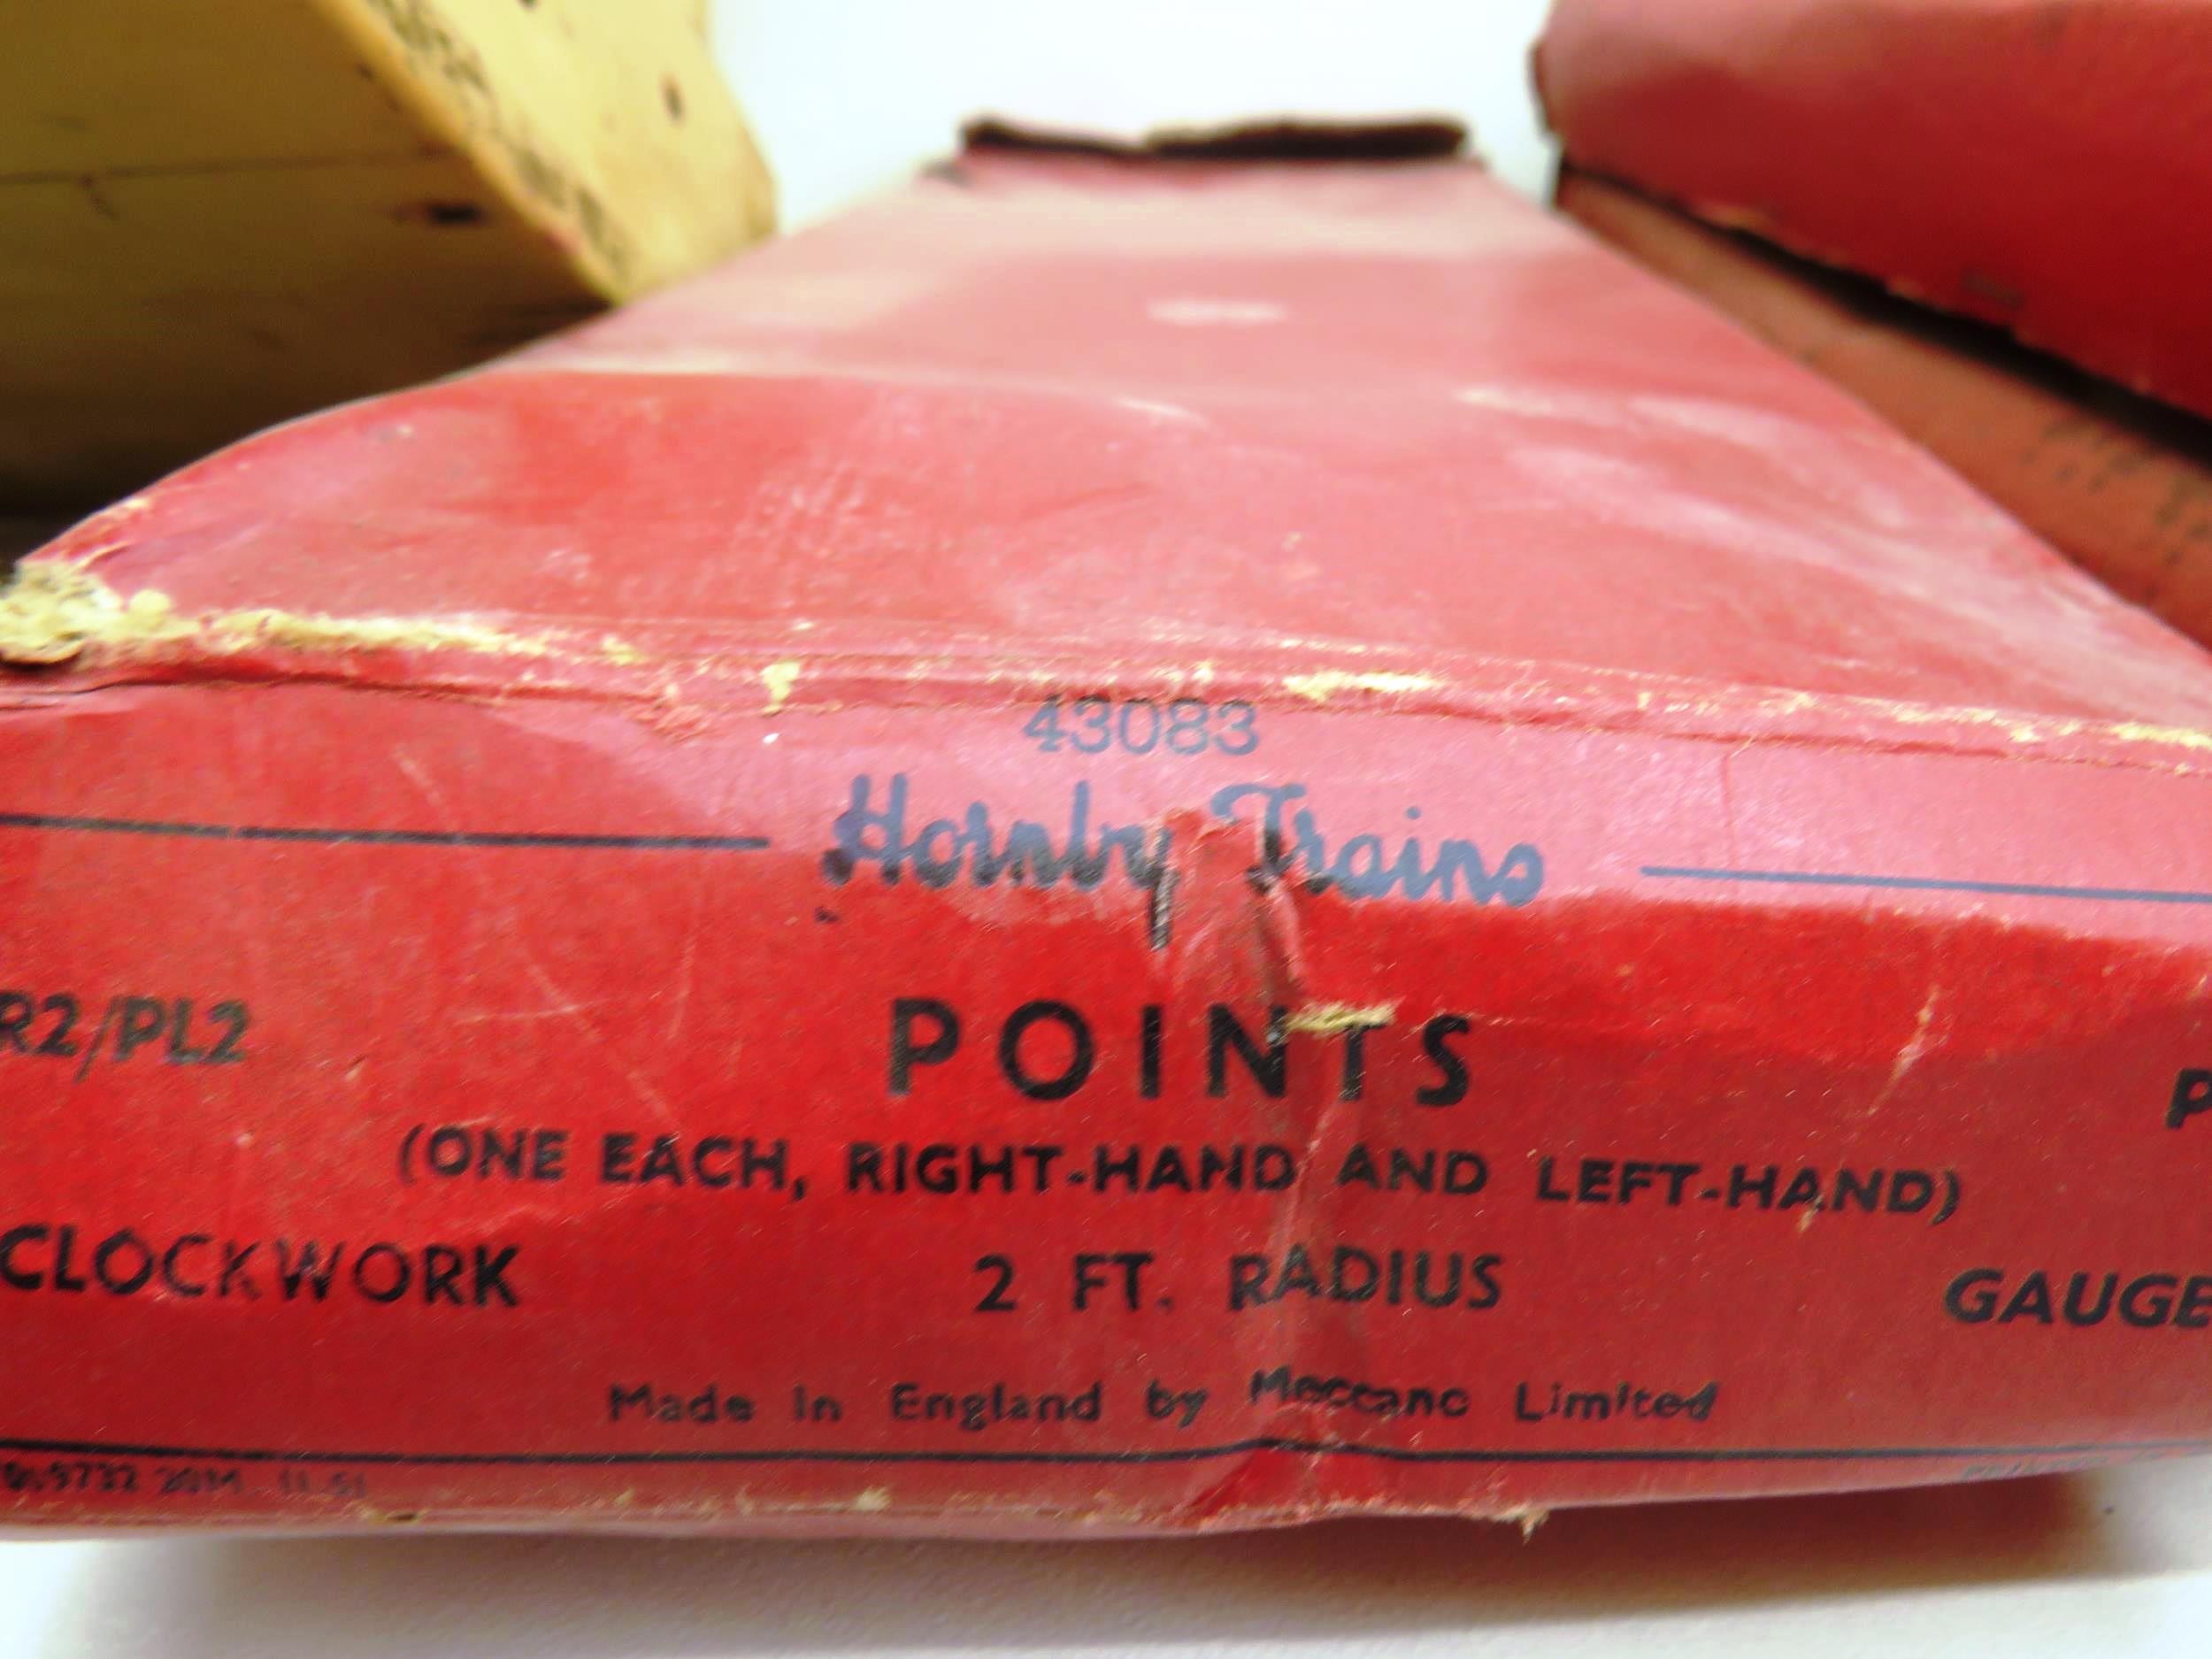 43083
Hornby Trains
R2/PL2 POINTS P
(ONE EACH, RIGHT-HAND AND LEFT-HAND)
CLOCKWORK 2 FT. RADIUS GAUGE
Made in England by Meccano Limited